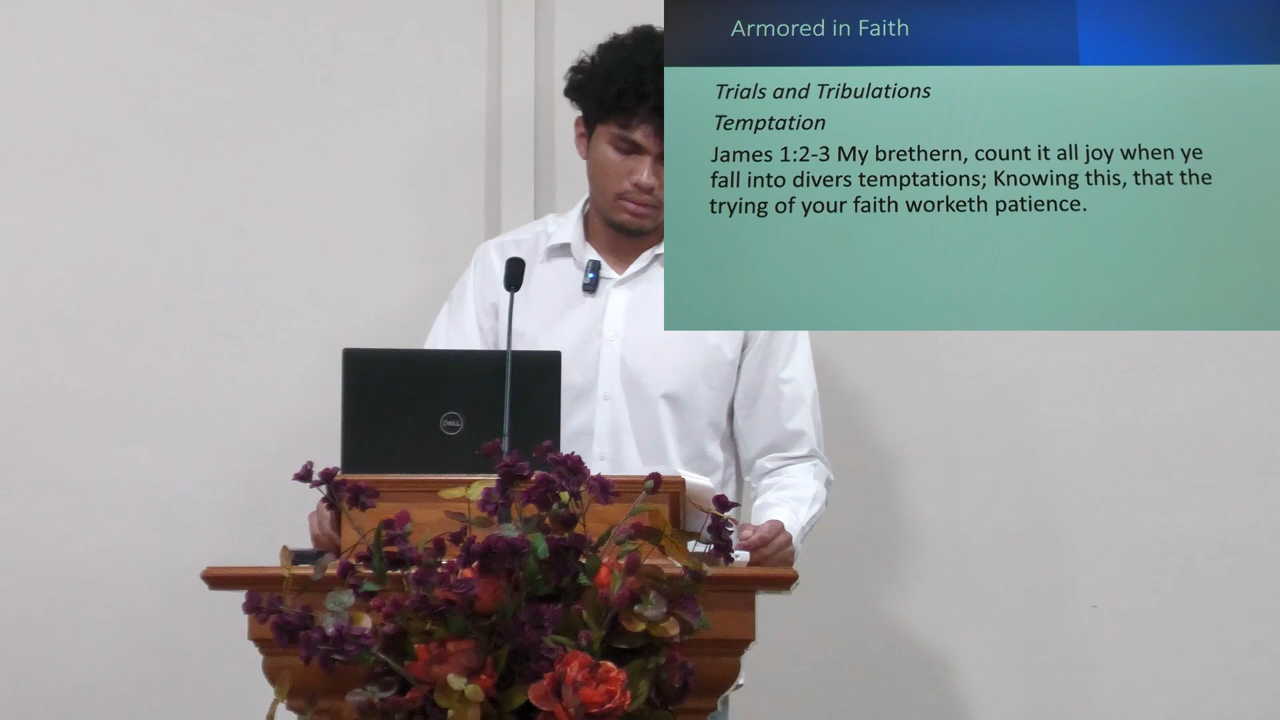 Armored in Faith
Trials and Tribulations
Temptation
James 1:2-3 My brethern, count it all joy when ye
fall into divers temptations; Knowing this, that the
trying of your faith worketh patience.
DELL